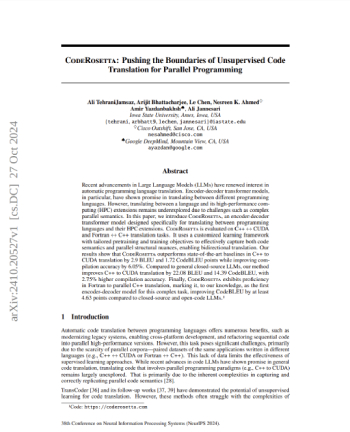 arXiv:2410.20527v1 [cs.DC] 27 Oct 2024
CODEROSETTA: Pushing the Boundaries of Unsupervised Code
Translation for Parallel Programming
Ali TehraniJamsaz, Arijit Bhattacharjee, Le Chen, Nesreen K. Ahmed♢
Amir Yazdanbakhsh♠, Ali Jannesari
Iowa State University, Ames, Iowa, USA
{tehrani, arbhatt9, lechen, jannesari}@iastate.edu
♢Cisco Outshift, San Jose, CA, USA
nesahmed@cisco.com
♠Google DeepMind, Mountain View, CA, USA
ayazdan@google.com
Abstract
Recent advancements in Large Language Models (LLMs) have renewed interest in
automatic programming language translation. Encoder-decoder transformer models,
in particular, have shown promise in translating between different programming
languages. However, translating between a language and its high-performance com-
puting (HPC) extensions remains underexplored due to challenges such as complex
parallel semantics. In this paper, we introduce CODEROSETTA, an encoder-decoder
transformer model designed specifically for translating between programming
languages and their HPC extensions. CODEROSETTA is evaluated on C++ ↔ CUDA
and Fortran ↔ C++ translation tasks. It uses a customized learning framework
with tailored pretraining and training objectives to effectively capture both code
semantics and parallel structural nuances, enabling bidirectional translation. Our
results show that CODEROSETTA outperforms state-of-the-art baselines in C++ to
CUDA translation by 2.9 BLEU and 1.72 CodeBLEU points while improving com-
pilation accuracy by 6.05%. Compared to general closed-source LLMs, our method
improves C++ to CUDA translation by 22.08 BLEU and 14.39 CodeBLEU, with
2.75% higher compilation accuracy. Finally, CODEROSETTA exhibits proficiency
in Fortran to parallel C++ translation, marking it, to our knowledge, as the first
encoder-decoder model for this complex task, improving CodeBLEU by at least
4.63 points compared to closed-source and open-code LLMs.¹
1 Introduction
Automatic code translation between programming languages offers numerous benefits, such as
modernizing legacy systems, enabling cross-platform development, and refactoring sequential code
into parallel high-performance versions. However, this task poses significant challenges, primarily
due to the scarcity of parallel corpora—paired datasets of the same applications written in different
languages (e.g., C++ ↔ CUDA or Fortran ↔ C++). This lack of data limits the effectiveness of
supervised learning approaches. While recent advances in code LLMs have shown promise in general
code translation, translating code that involves parallel programming paradigms (e.g., C++ to CUDA)
remains largely unexplored. That is primarily due to the inherent complexities in capturing and
correctly replicating parallel code semantics [28].
TransCoder [36] and its follow-up works [37, 39] have demonstrated the potential of unsupervised
learning for code translation. However, these methods often struggle with the complexities of
¹Code: https://coderosetta.com
38th Conference on Neural Information Processing Systems (NeurIPS 2024).